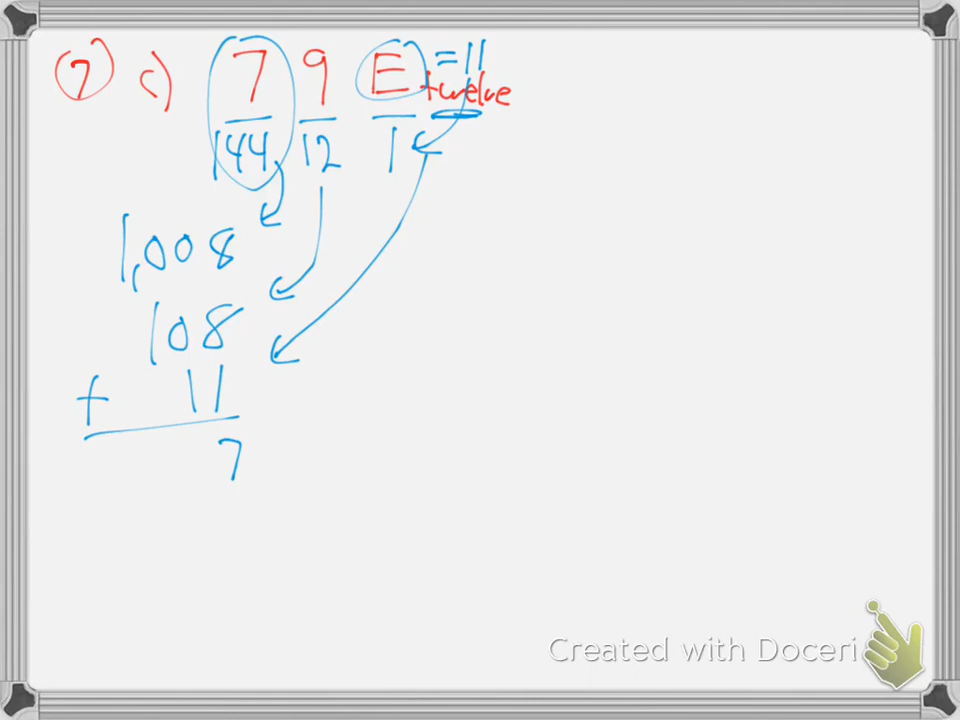 7 c) 7 9 E = 11
twelve
144 12 1
1,008
108
+ 11
7
Created with Doceri